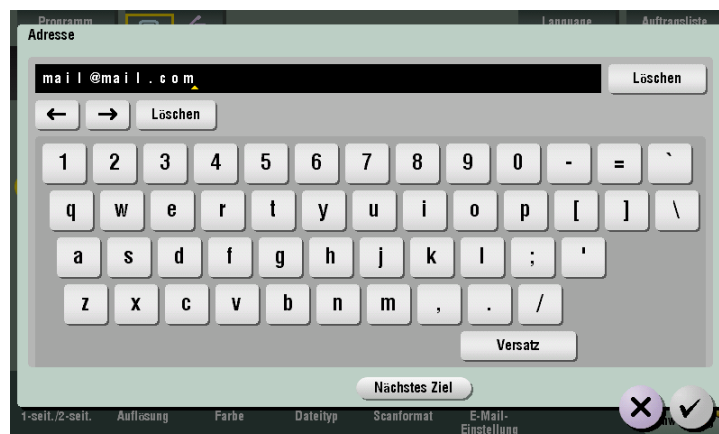 Programm Language Auftragsliste
Adresse
mail@mail.com Löschen
← → Löschen
1 2 3 4 5 6 7 8 9 0 - = `
q w e r t y u i o p [ ] \
a s d f g h j k l ; '
z x c v b n m , . /
Versatz
Nächstes Ziel
1-seit./2-seit. Auflösung Farbe Dateityp Scanformat E-Mail-
Einstellung